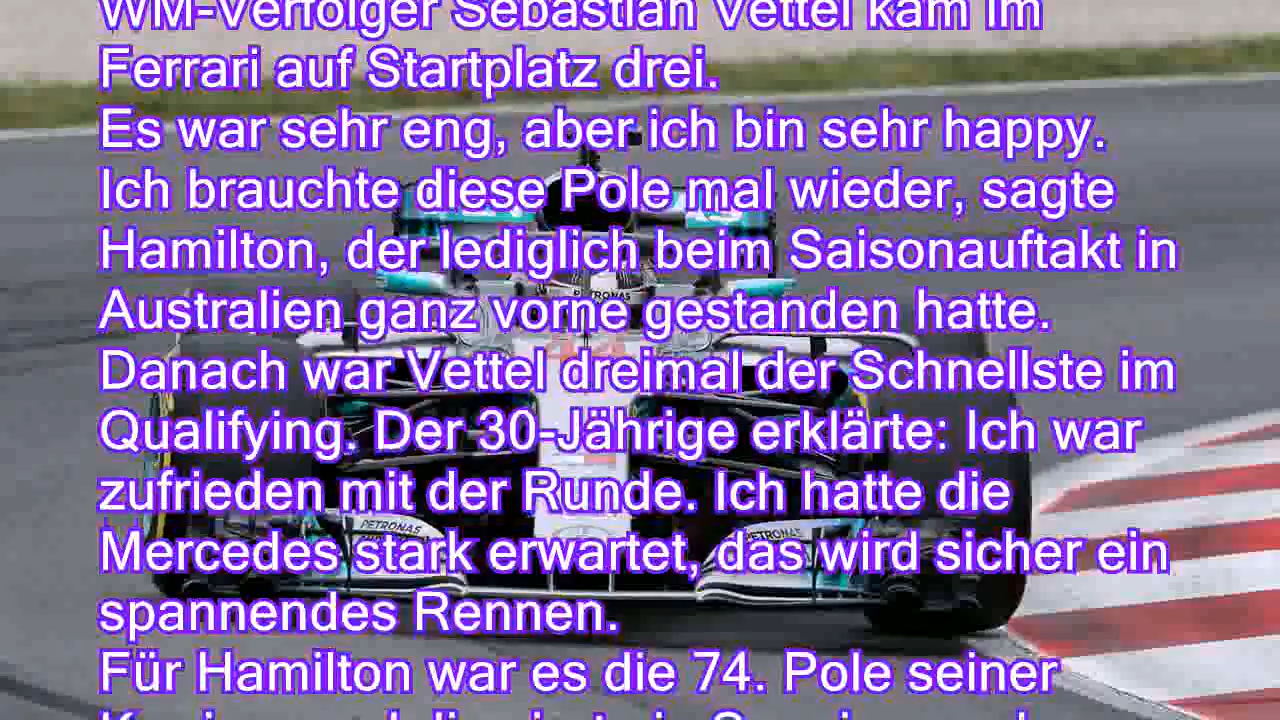 WM-Verfolger Sebastian Vettel kam im
Ferrari auf Startplatz drei.
Es war sehr eng, aber ich bin sehr happy.
Ich brauchte diese Pole mal wieder, sagte
Hamilton, der lediglich beim Saisonauftakt in
Australien ganz vorne gestanden hatte.
Danach war Vettel dreimal der Schnellste im
Qualifying. Der 30-Jährige erklärte: Ich war
zufrieden mit der Runde. Ich hatte die
Mercedes stark erwartet, das wird sicher ein
spannendes Rennen.
Für Hamilton war es die 74. Pole seiner
PETRONAS
PETRONAS
PETRONAS